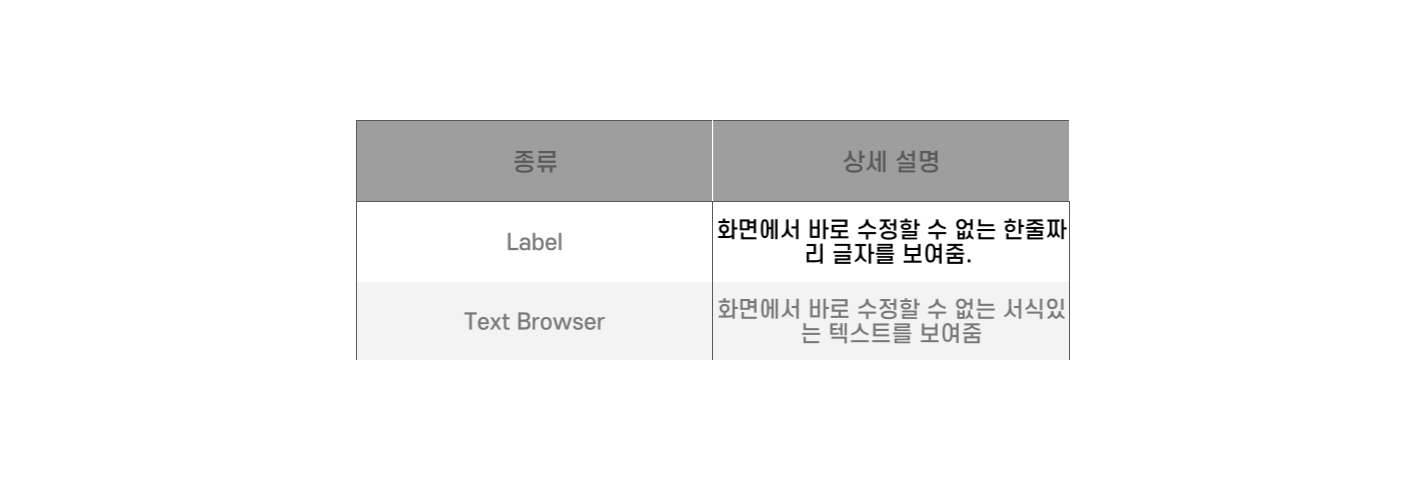 종류
상세 설명
Label
화면에서 바로 수정할 수 없는 한줄짜
리 글자를 보여줌.
Text Browser
화면에서 바로 수정할 수 없는 서식있
는 텍스트를 보여줌